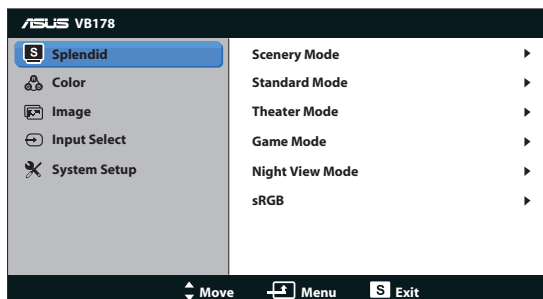 ASUS VB178
S Splendid
Color
Image
Input Select
System Setup
Scenery Mode
Standard Mode
Theater Mode
Game Mode
Night View Mode
sRGB
Move Menu S Exit